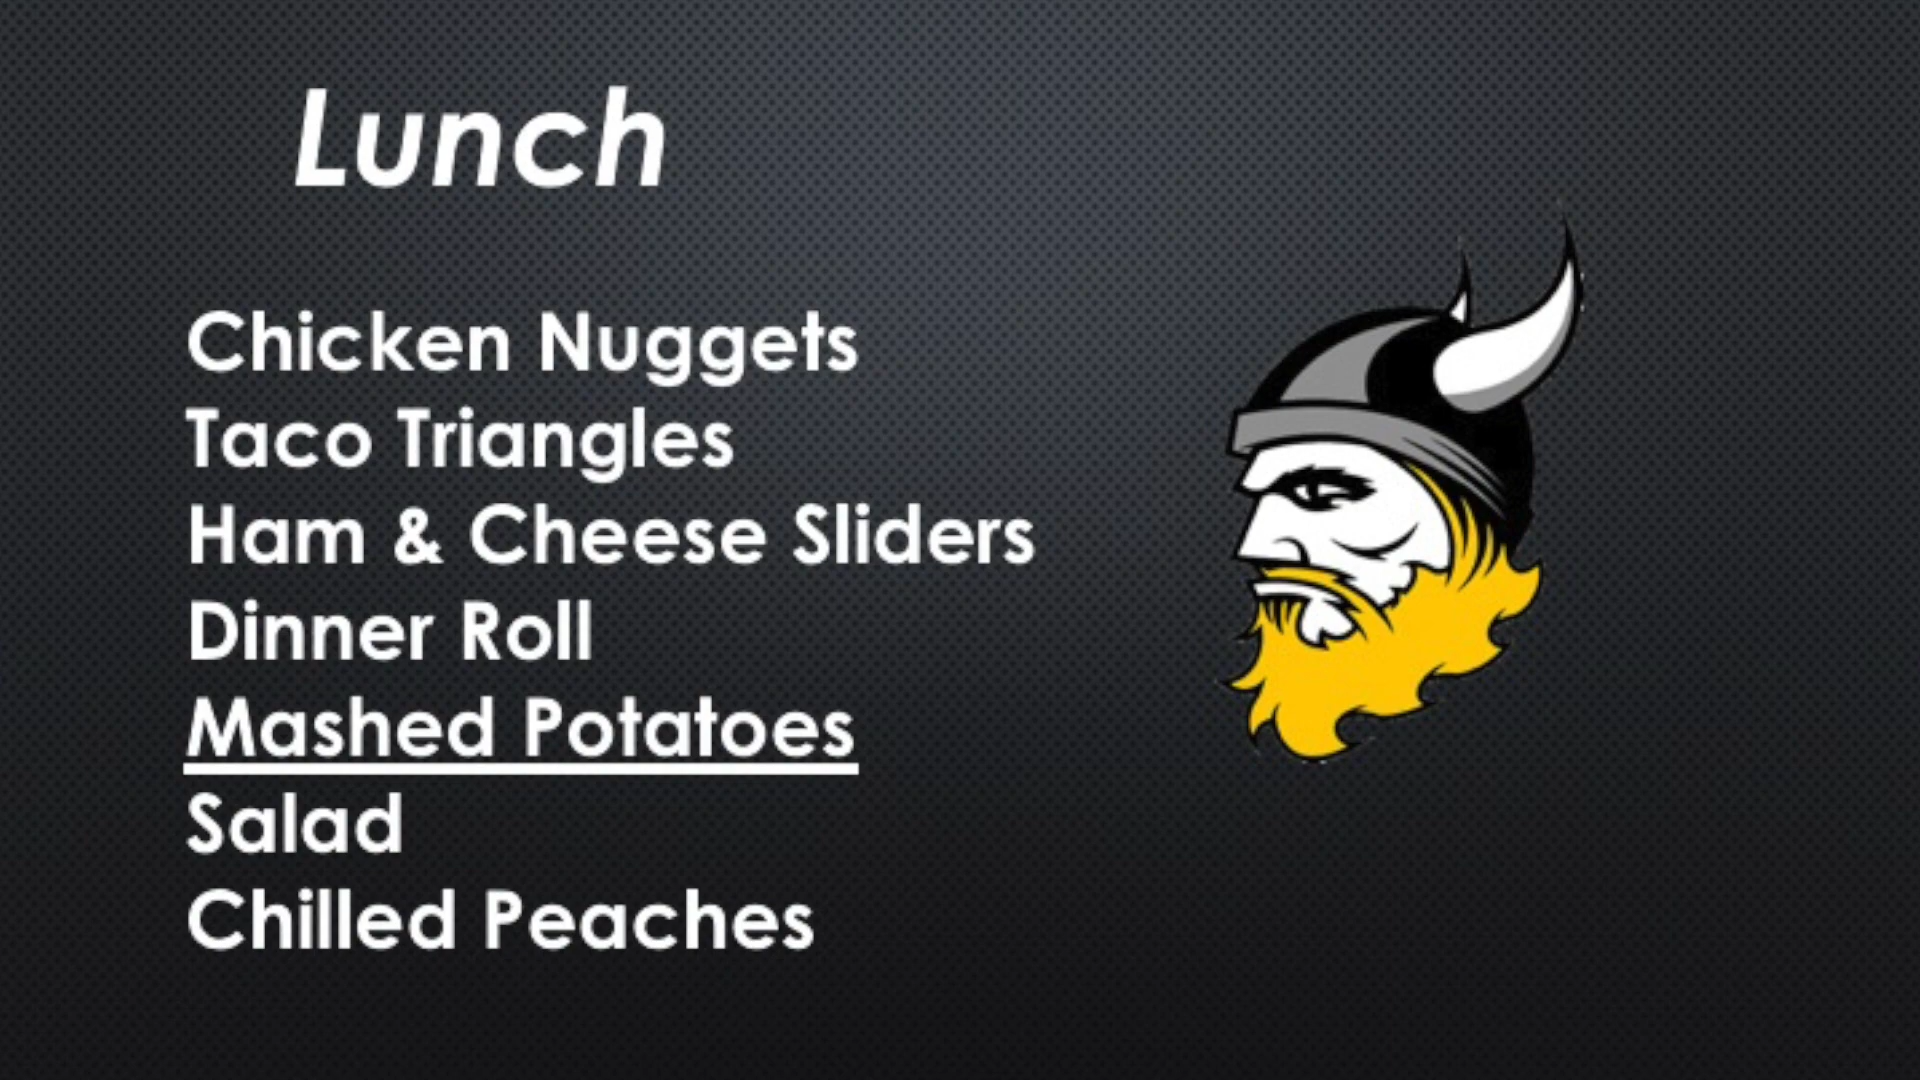 Lunch
Chicken Nuggets
Taco Triangles
Ham & Cheese Sliders
Dinner Roll
Mashed Potatoes
Salad
Chilled Peaches